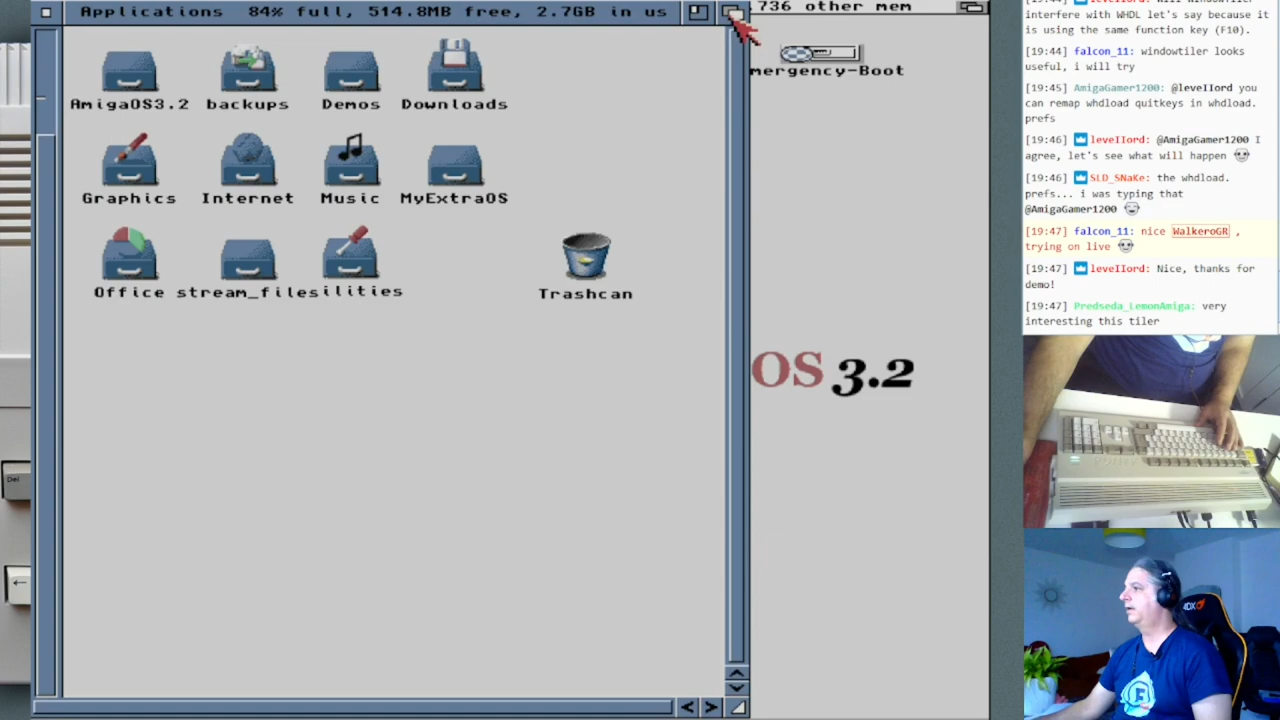 Applications 84% full, 514.8MB free, 2.7GB in us
.736 other mem
mergency-Boot
AmigaOS3.2 backups Demos Downloads
Graphics Internet Music MyExtraOS
Office stream_files ilities
Trashcan
OS 3.2
Del
interfere with WHDL let's say because it
is using the same function key (F10).
[19:44] falcon_11: windowtiler looks
useful, i will try
[19:45] AmigaGamer1200: @leveIIord you
can remap whdload quitkeys in whdload.
prefs
[19:46] leveIIord: @AmigaGamer1200 I
agree, let's see what will happen
[19:46] SLD_SNaKe: the whdload.
prefs... i was typing that
@AmigaGamer1200
[19:47] falcon_11: nice WalkeroGR ,
trying on live
[19:47] leveIIord: Nice, thanks for
demo!
[19:47] Predseda_LemonAmiga: very
interesting this tiler